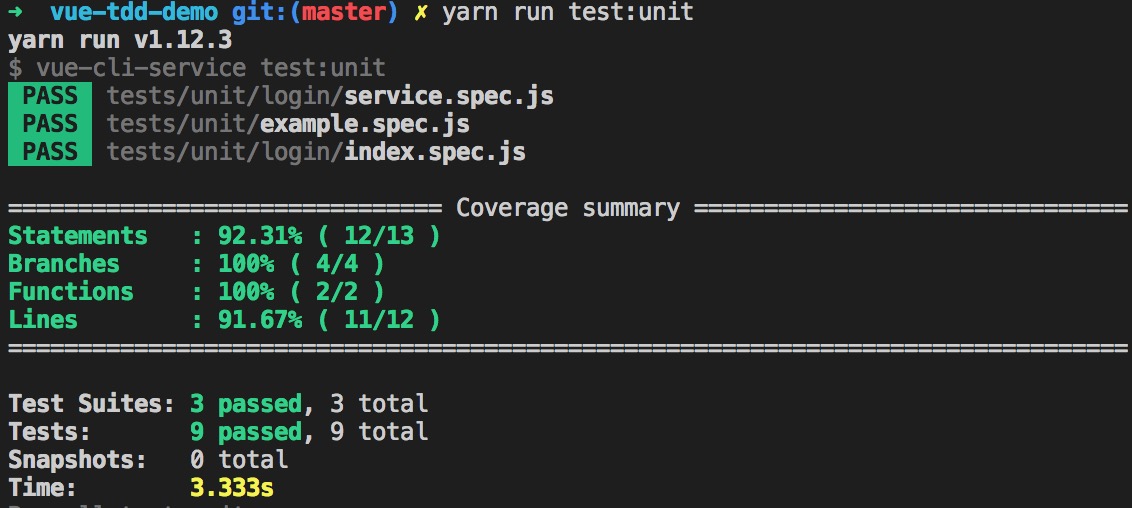 ➜  vue-tdd-demo git:(master) ✗ yarn run test:unit
yarn run v1.12.3
$ vue-cli-service test:unit
PASS  tests/unit/login/service.spec.js
PASS  tests/unit/example.spec.js
PASS  tests/unit/login/index.spec.js
=============================== Coverage summary ===============================
Statements   : 92.31% ( 12/13 )
Branches     : 100% ( 4/4 )
Functions    : 100% ( 2/2 )
Lines        : 91.67% ( 11/12 )
================================================================================
Test Suites: 3 passed, 3 total
Tests:       9 passed, 9 total
Snapshots:   0 total
Time:        3.333s